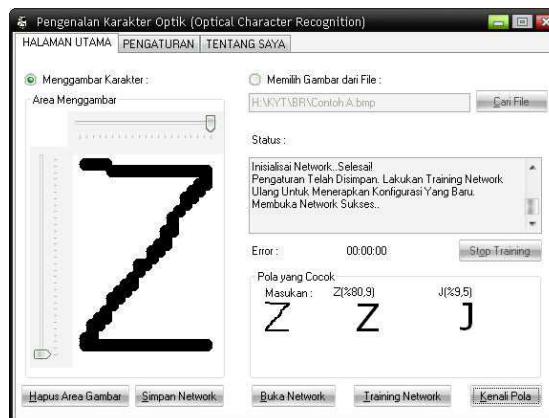 Pengenalan Karakter Optik (Optical Character Recognition)
HALAMAN UTAMA PENGATURAN TENTANG SAYA
Menggambar Karakter :
Area Menggambar
Z
Memilih Gambar dari File :
H:\KYT\BR\Contoh A.bmp Cari File
Status :
Inisialisai Network..Selesai!
Pengaturan Telah Disimpan. Lakukan Training Network
Ulang Untuk Menerapkan Konfigurasi Yang Baru.
Membuka Network Sukses..
Error : 00:00:00 Stop Training
Pola yang Cocok
Masukan : Z(%80,9) J(%9,5)
Z Z J
Hapus Area Gambar Simpan Network Buka Network Training Network Kenali Pola